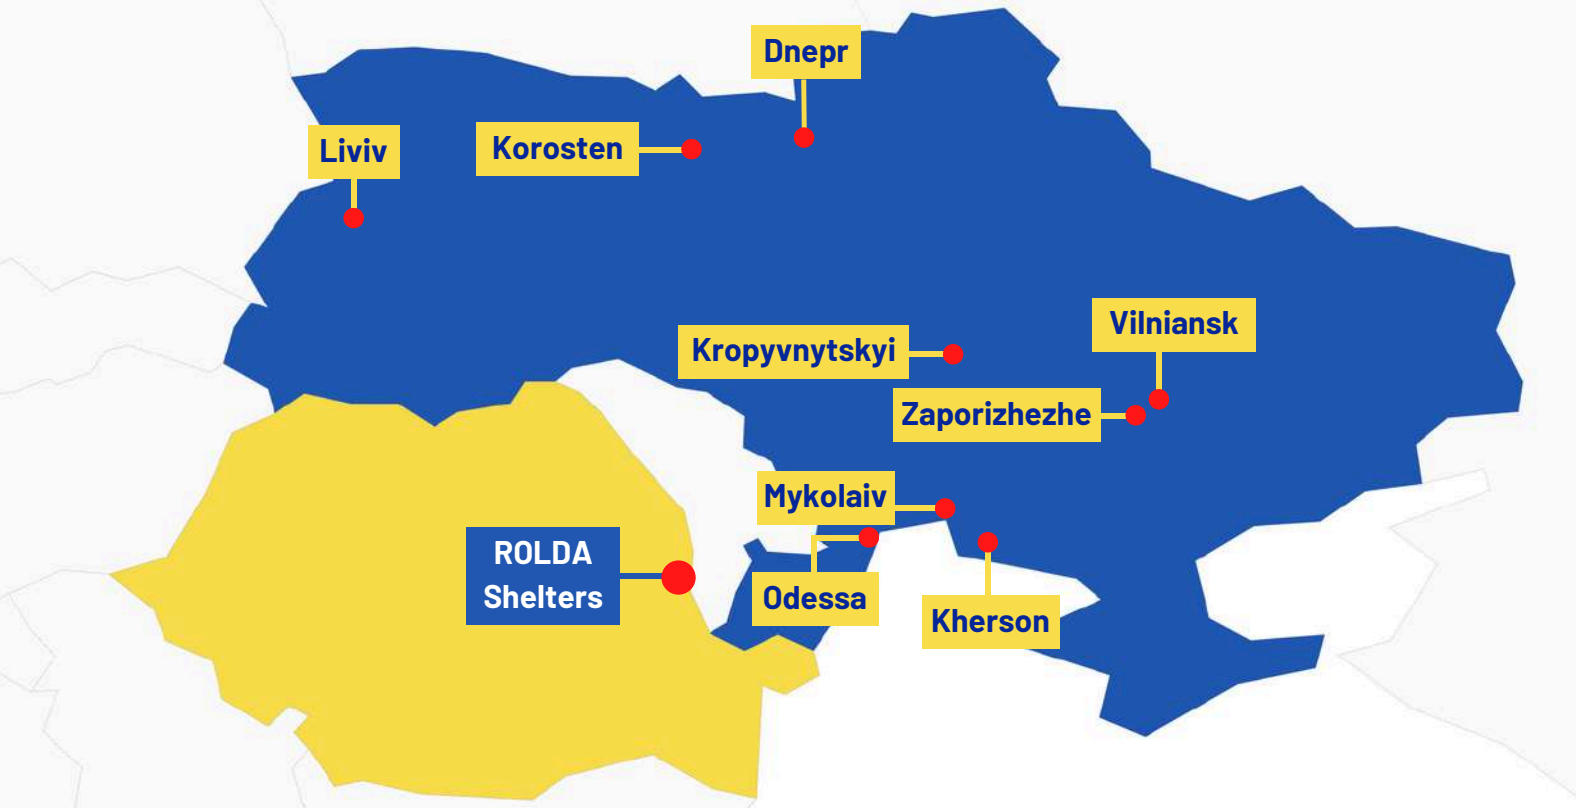 Dnepr
Liviv
Korosten
Vilniansk
Kropyvnytskyi
Zaporizhezhe
Mykolaiv
ROLDA
Shelters
Odessa
Kherson